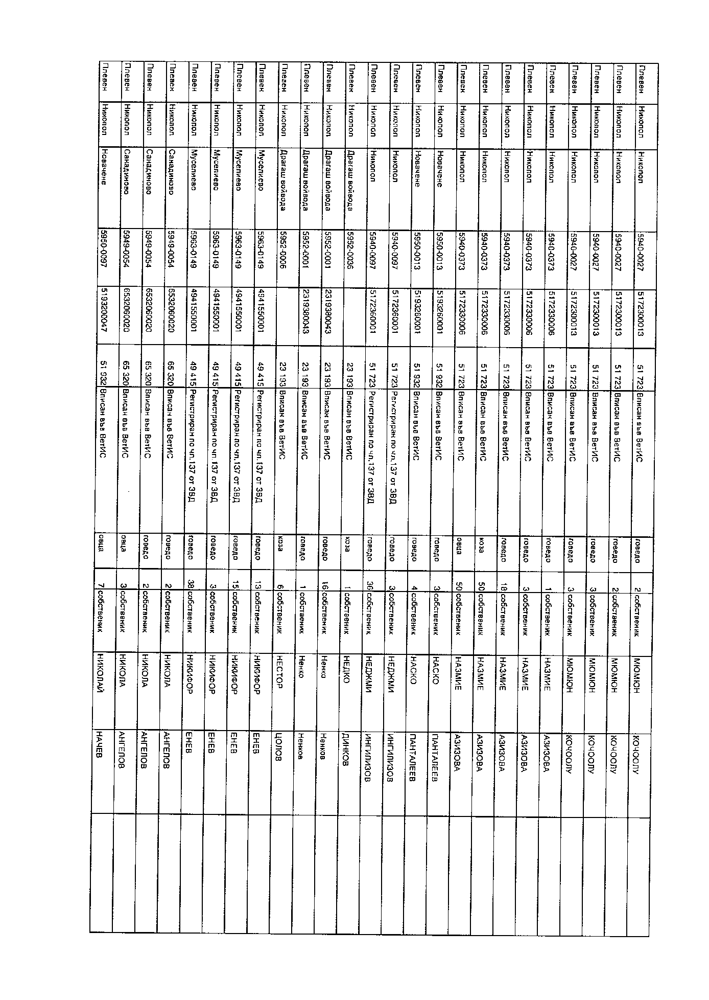 Плевен Никопол Никопол 5940-0027 5172300013 51 723 Вписан във ВетИС говедо 2 собственик МЮМЮН КОЧООЛУ
Плевен Никопол Никопол 5940-0027 5172300013 51 723 Вписан във ВетИС говедо 2 собственик МЮМЮН КОЧООЛУ
Плевен Никопол Никопол 5940-0027 5172300013 51 723 Вписан във ВетИС говедо 3 собственик МЮМЮН КОЧООЛУ
Плевен Никопол Никопол 5940-0027 5172300013 51 723 Вписан във ВетИС говедо 3 собственик МЮМЮН КОЧООЛУ
Плевен Никопол Никопол 5940-0373 5172330006 51 723 Вписан във ВетИС говедо 1 собственик НАЗМИЕ АЗИЗОВА
Плевен Никопол Никопол 5940-0373 5172330006 51 723 Вписан във ВетИС говедо 3 собственик НАЗМИЕ АЗИЗОВА
Плевен Никопол Никопол 5940-0373 5172330006 51 723 Вписан във ВетИС говедо 18 собственик НАЗМИЕ АЗИЗОВА
Плевен Никопол Никопол 5940-0373 5172330006 51 723 Вписан във ВетИС коза 50 собственик НАЗМИЕ АЗИЗОВА
Плевен Никопол Никопол 5940-0373 5172330006 51 723 Вписан във ВетИС овца 50 собственик НАЗМИЕ АЗИЗОВА
Плевен Никопол Новачене 5950-0013 5193260001 51 932 Вписан във ВетИС говедо 3 собственик НАСКО ПАНТАЛЕЕВ
Плевен Никопол Новачене 5950-0013 5193260001 51 932 Вписан във ВетИС говедо 4 собственик НАСКО ПАНТАЛЕЕВ
Плевен Никопол Никопол 5940-0097 5172360001 51 723 Регистриран по чл.137 от ЗВД говедо 3 собственик НЕДЖМИ ИНГИЛИЗОВ
Плевен Никопол Никопол 5940-0097 5172360001 51 723 Регистриран по чл.137 от ЗВД говедо 36 собственик НЕДЖМИ ИНГИЛИЗОВ
Плевен Никопол Драгаш войвода 5952-0036 23 193 Вписан във ВетИС коза 1 собственик НЕДКО ДИНКОВ
Плевен Никопол Драгаш войвода 5952-0001 2319380043 23 193 Вписан във ВетИС говедо 16 собственик Ненко Ненков
Плевен Никопол Драгаш войвода 5952-0001 2319380043 23 193 Вписан във ВетИС говедо 1 собственик Ненко Ненков
Плевен Никопол Драгаш войвода 5952-0006 23 193 Вписан във ВетИС коза 6 собственик НЕСТОР ЦОЛОВ
Плевен Никопол Муселиево 5963-0149 4941550001 49 415 Регистриран по чл.137 от ЗВД говедо 13 собственик НИКИФОР ЕНЕВ
Плевен Никопол Муселиево 5963-0149 4941550001 49 415 Регистриран по чл.137 от ЗВД говедо 15 собственик НИКИФОР ЕНЕВ
Плевен Никопол Муселиево 5963-0149 4941550001 49 415 Регистриран по чл.137 от ЗВД говедо 3 собственик НИКИФОР ЕНЕВ
Плевен Никопол Муселиево 5963-0149 4941550001 49 415 Регистриран по чл.137 от ЗВД говедо 38 собственик НИКИФОР ЕНЕВ
Плевен Никопол Санадиново 5949-0054 6532060020 65 320 Вписан във ВетИС говедо 2 собственик НИКОЛА АНГЕЛОВ
Плевен Никопол Санадиново 5949-0054 6532060020 65 320 Вписан във ВетИС говедо 2 собственик НИКОЛА АНГЕЛОВ
Плевен Никопол Санадиново 5949-0054 6532060020 65 320 Вписан във ВетИС овца 3 собственик НИКОЛА АНГЕЛОВ
Плевен Никопол Новачене 5950-0097 5193200047 51 932 Вписан във ВетИС овца 7 собственик НИКОЛАЙ НАЧЕВ